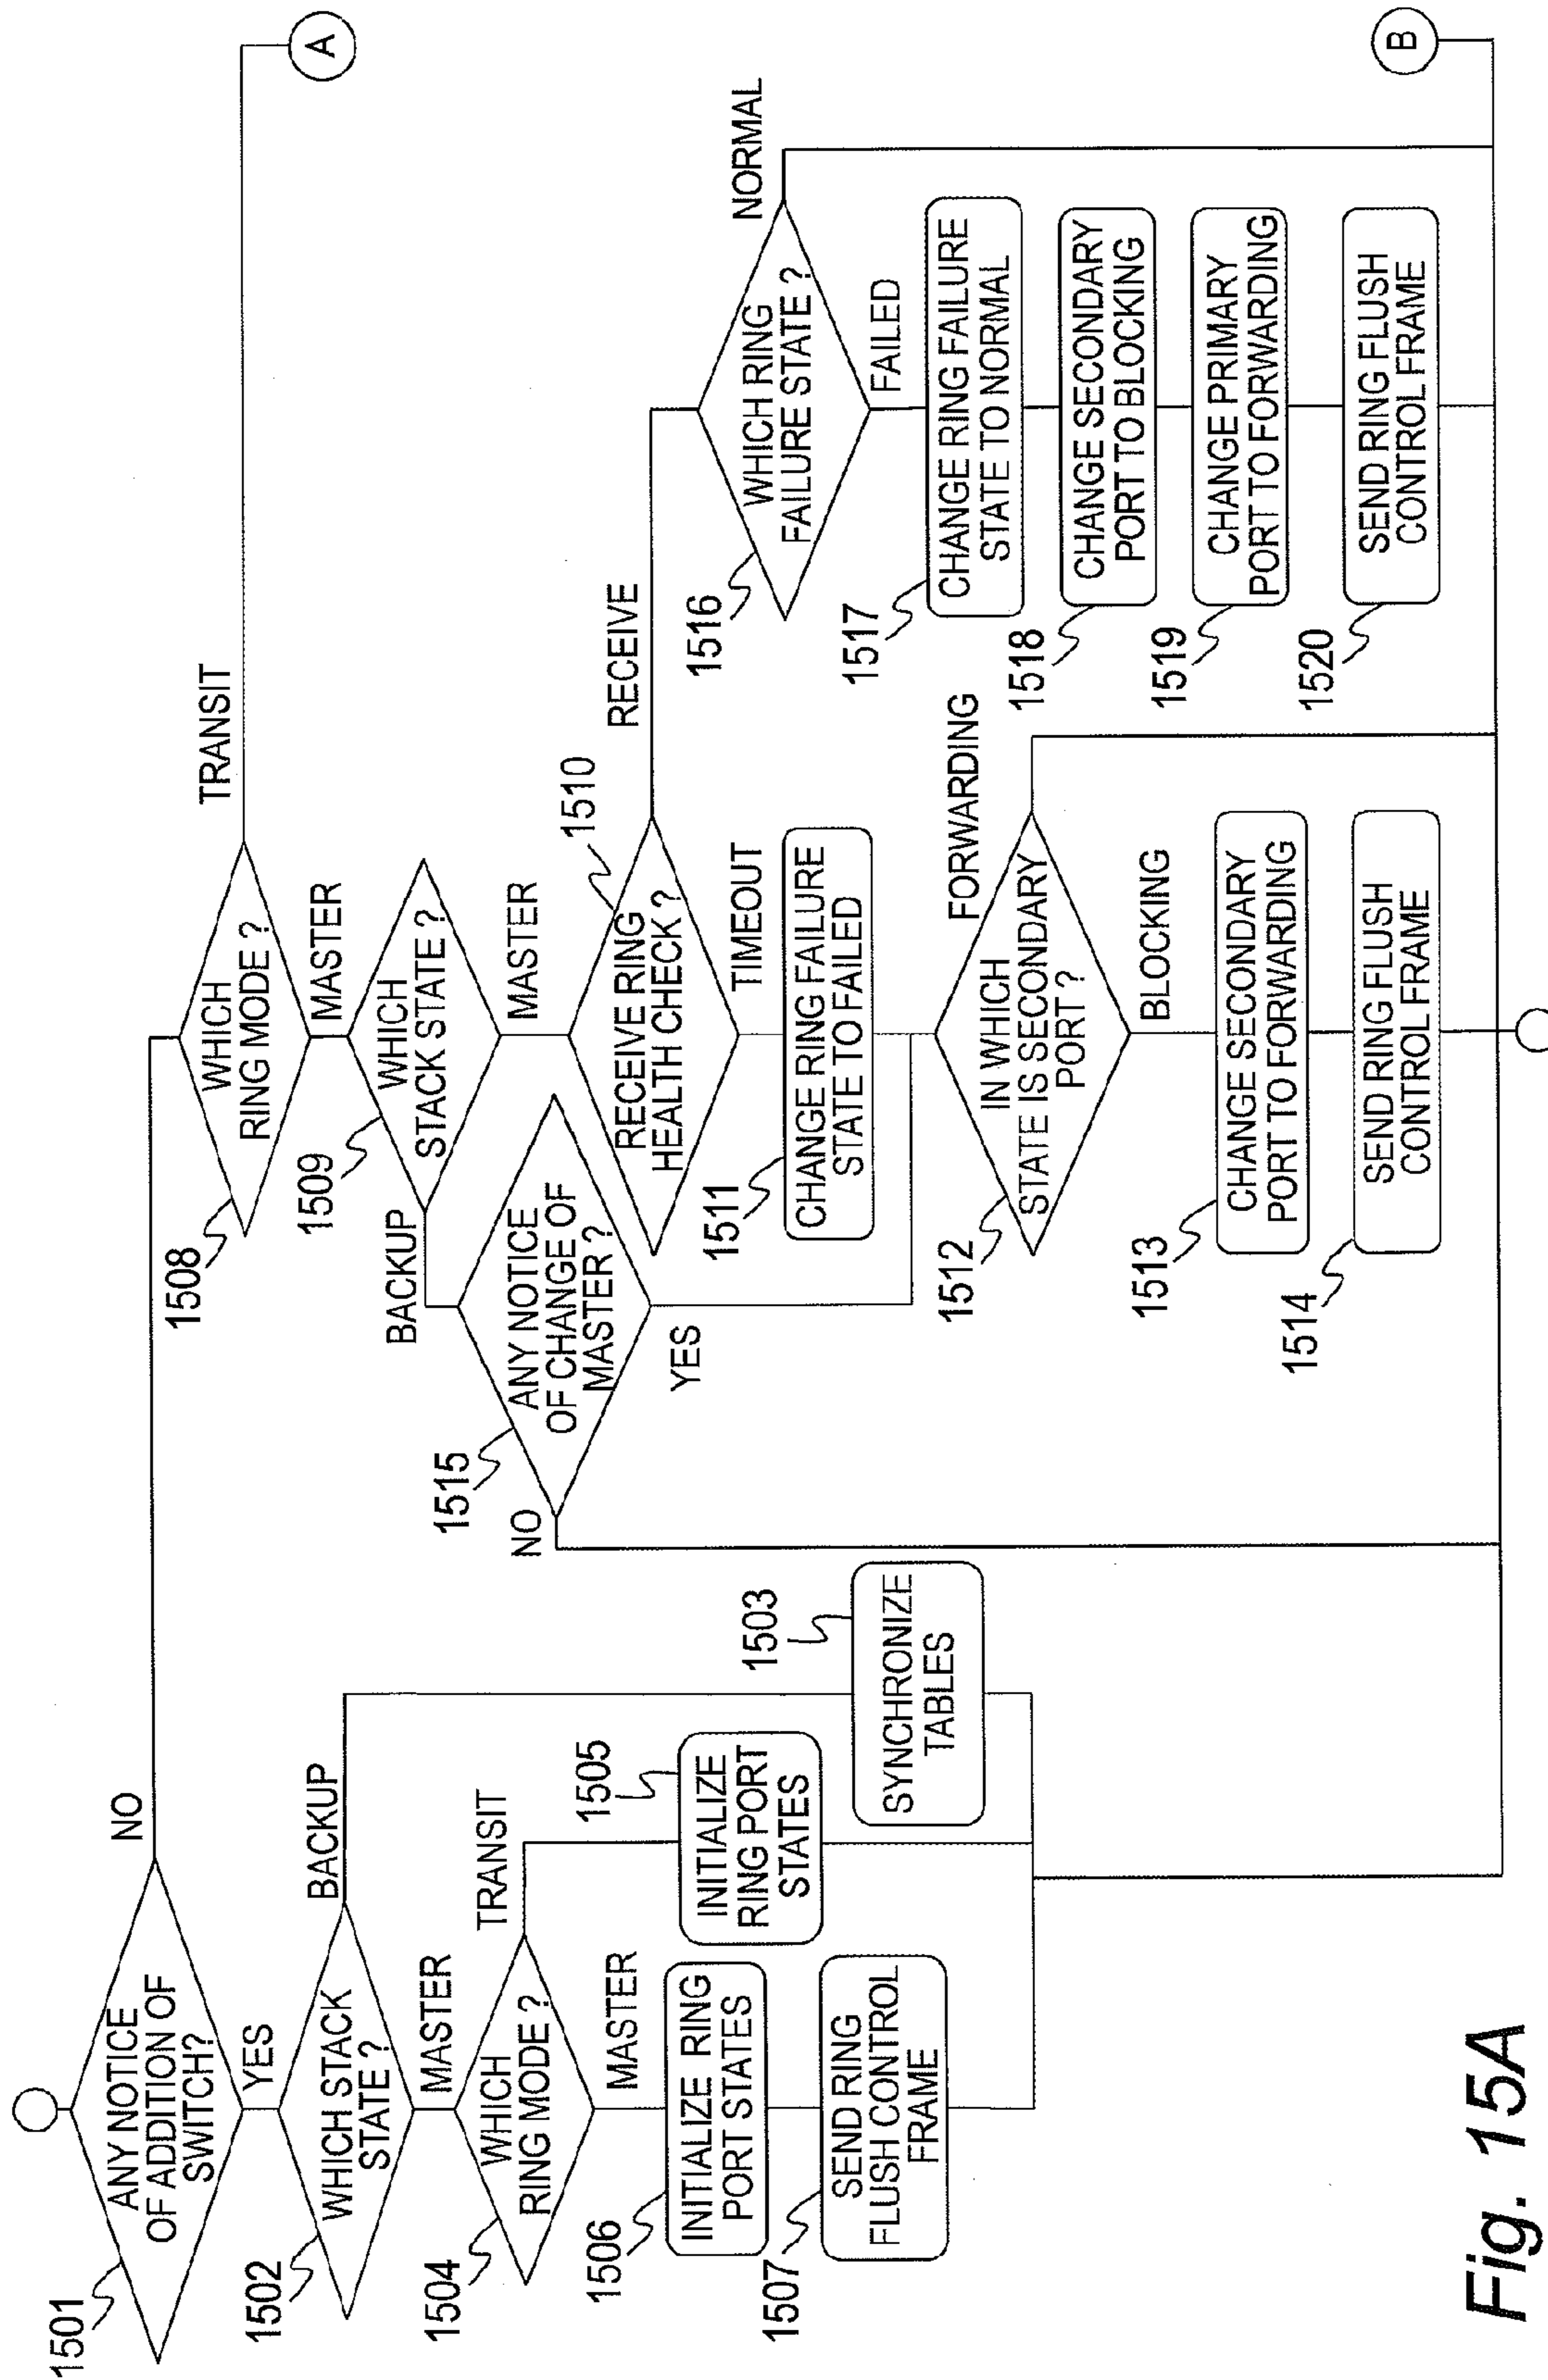 1501
ANY NOTICE
OF ADDITION OF
SWITCH?
NO
YES
1502
WHICH STACK
STATE ?
BACKUP
MASTER
1504
WHICH
RING MODE ?
TRANSIT
MASTER
1506
INITIALIZE RING
PORT STATES
1507
SEND RING
FLUSH CONTROL
FRAME
1505
INITIALIZE
RING PORT
STATES
1503
SYNCHRONIZE
TABLES
1508
WHICH
RING MODE ?
TRANSIT
A
MASTER
1509
WHICH
STACK STATE ?
BACKUP
MASTER
1515
ANY NOTICE
OF CHANGE OF
MASTER ?
NO
YES
1510
RECEIVE RING
HEALTH CHECK ?
RECEIVE
TIMEOUT
1511
CHANGE RING FAILURE
STATE TO FAILED
1512
IN WHICH
STATE IS SECONDARY
PORT ?
FORWARDING
BLOCKING
1513
CHANGE SECONDARY
PORT TO FORWARDING
1514
SEND RING FLUSH
CONTROL FRAME
1516
WHICH RING
FAILURE STATE ?
NORMAL
FAILED
1517
CHANGE RING FAILURE
STATE TO NORMAL
1518
CHANGE SECONDARY
PORT TO BLOCKING
1519
CHANGE PRIMARY
PORT TO FORWARDING
1520
SEND RING FLUSH
CONTROL FRAME
B
Fig. 15A